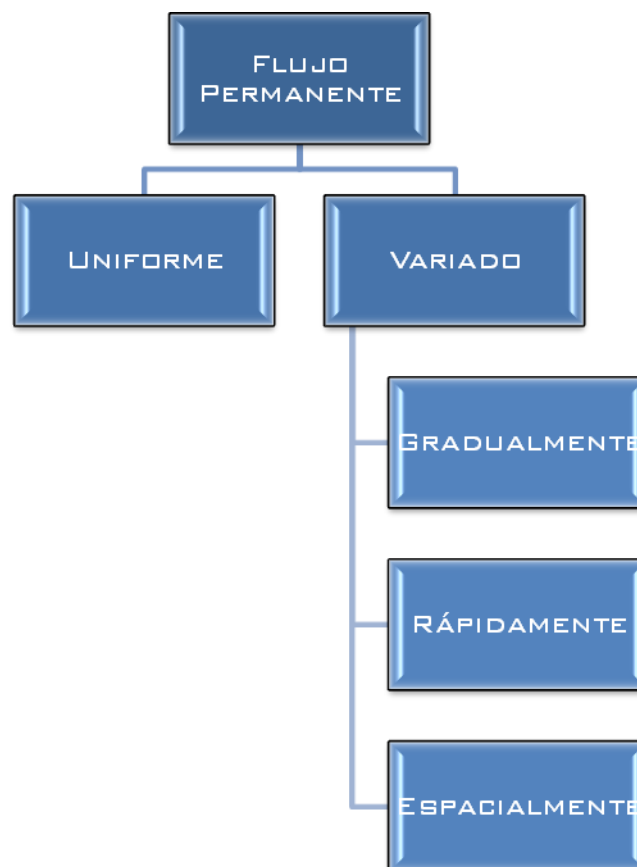 Flujo
Permanente
Uniforme
Variado
Gradualmente
Rápidamente
Espacialmente